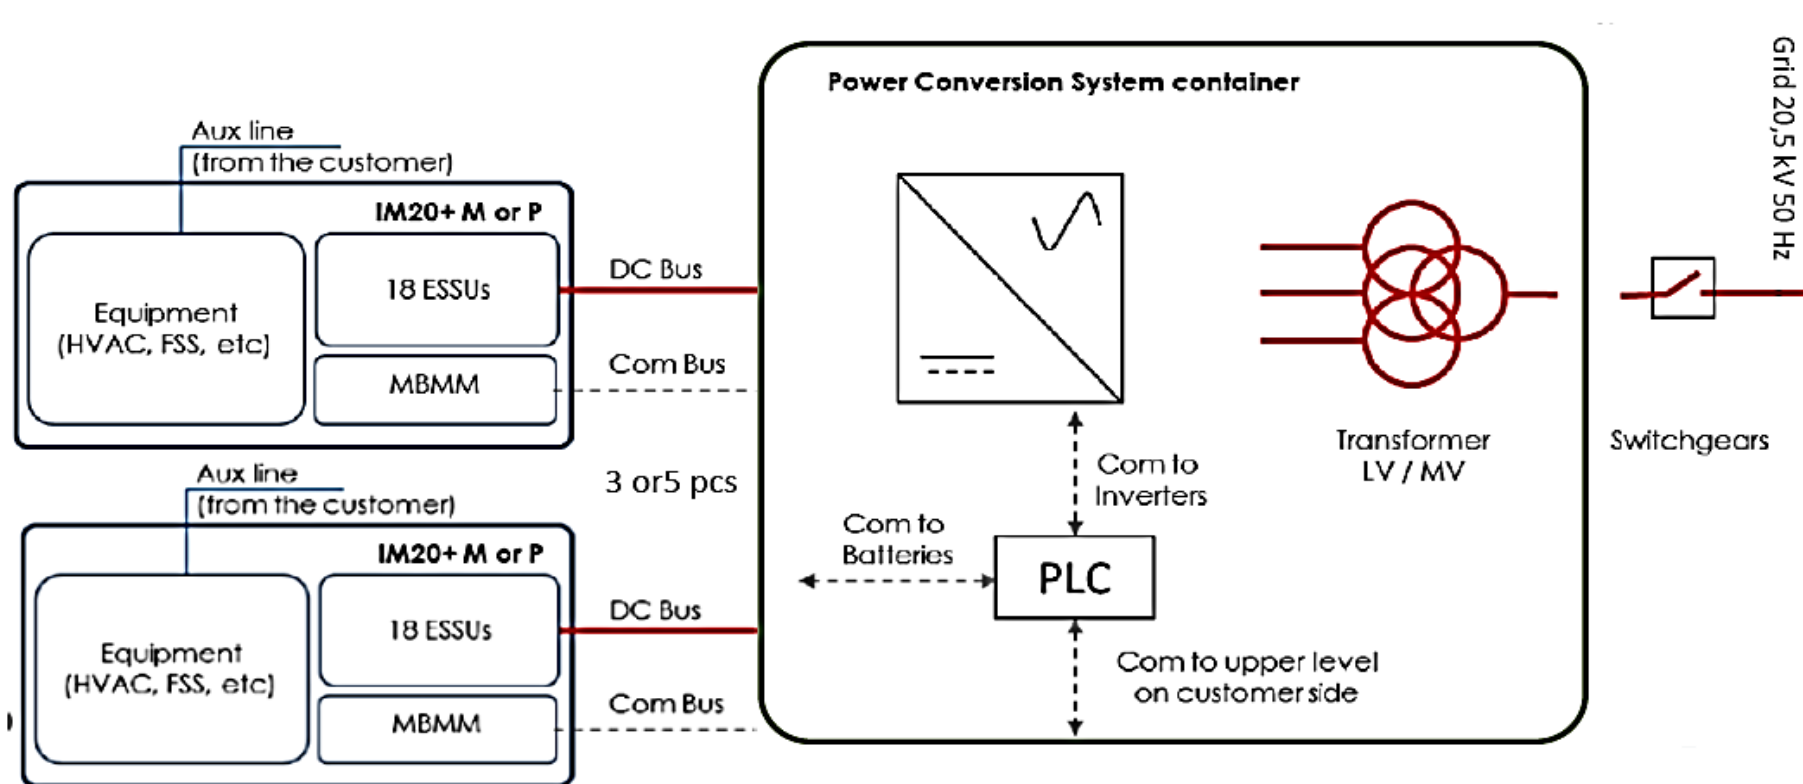 Power Conversion System container
Grid 20,5 kV 50 Hz
Aux line
(from the customer)
IM20+ M or P
Equipment
(HVAC, FSS, etc)
18 ESSUs
MBMM
DC Bus
Com Bus
3 or5 pcs
Aux line
(from the customer)
IM20+ M or P
Equipment
(HVAC, FSS, etc)
18 ESSUs
MBMM
DC Bus
Com Bus
Com to
Inverters
Com to
Batteries
PLC
Com to upper level
on customer side
Transformer
LV / MV
Switchgears